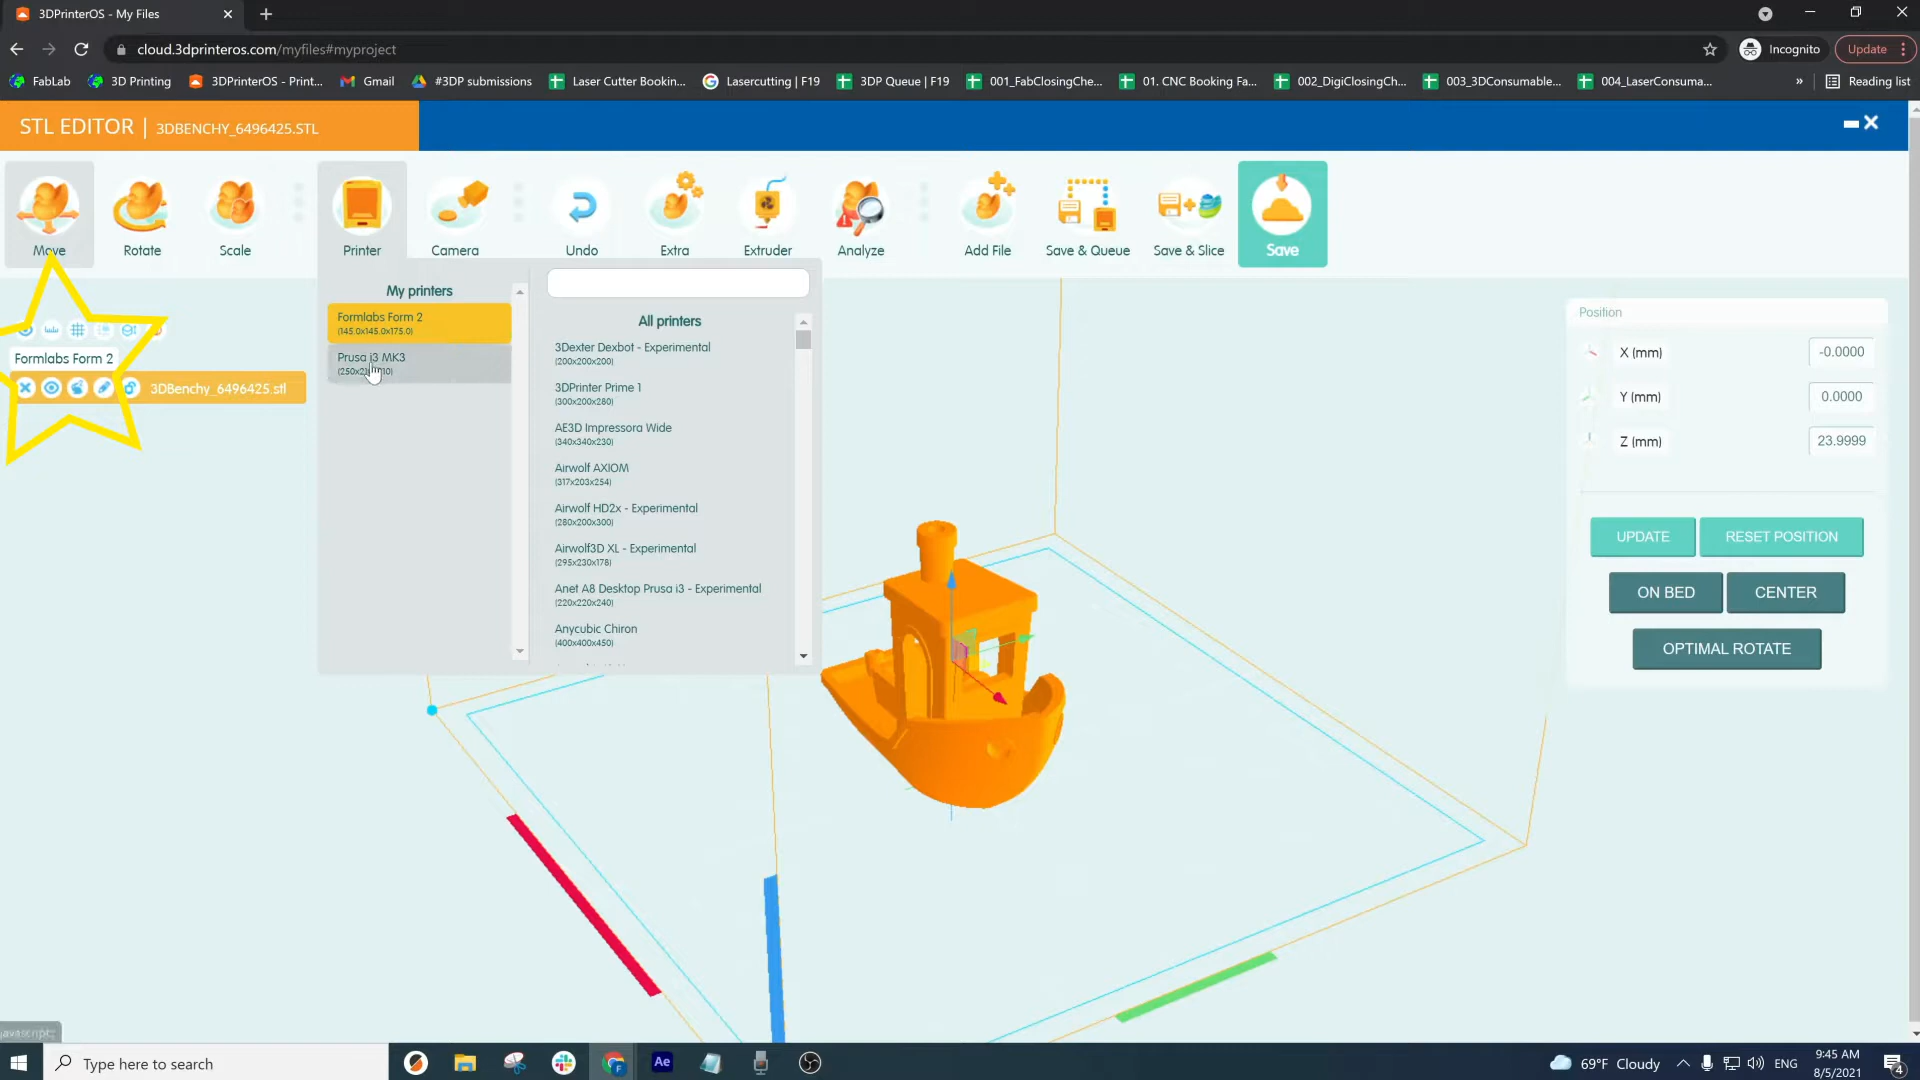 3DPrinterOS - My Files
cloud.3dprinteros.com/myfiles#myproject
Incognito
Update
FabLab
3D Printing
3DPrinterOS - Print...
Gmail
#3DP submissions
Laser Cutter Bookin...
Lasercutting | F19
3DP Queue | F19
001_FabClosingChe...
01. CNC Booking Fa...
002_DigiClosingCh...
003_3DConsumable...
004_LaserConsuma...
»
Reading list
STL EDITOR | 3DBENCHY_6496425.STL
Move
Rotate
Scale
Printer
Camera
Undo
Extra
Extruder
Analyze
Add File
Save & Queue
Save & Slice
Save
My printers
Formlabs Form 2
(145.0x145.0x175.0)
Prusa i3 MK3
All printers
3Dexter Dexbot - Experimental
(200x200x200)
3DPrinter Prime 1
(300x200x280)
AE3D Impressora Wide
(340x340x230)
Airwolf AXIOM
(317x203x254)
Airwolf HD2x - Experimental
(280x200x300)
Airwolf3D XL - Experimental
(295x230x178)
Anet A8 Desktop Prusa i3 - Experimental
(220x220x240)
Anycubic Chiron
(400x400x450)
Formlabs Form 2
3DBenchy_6496425.stl
Position
X (mm) -0.0000
Y (mm) 0.0000
Z (mm) 23.9999
UPDATE
RESET POSITION
ON BED
CENTER
OPTIMAL ROTATE
javascript:
Type here to search
Ae
69°F Cloudy
ENG
9:45 AM
8/5/2021
4